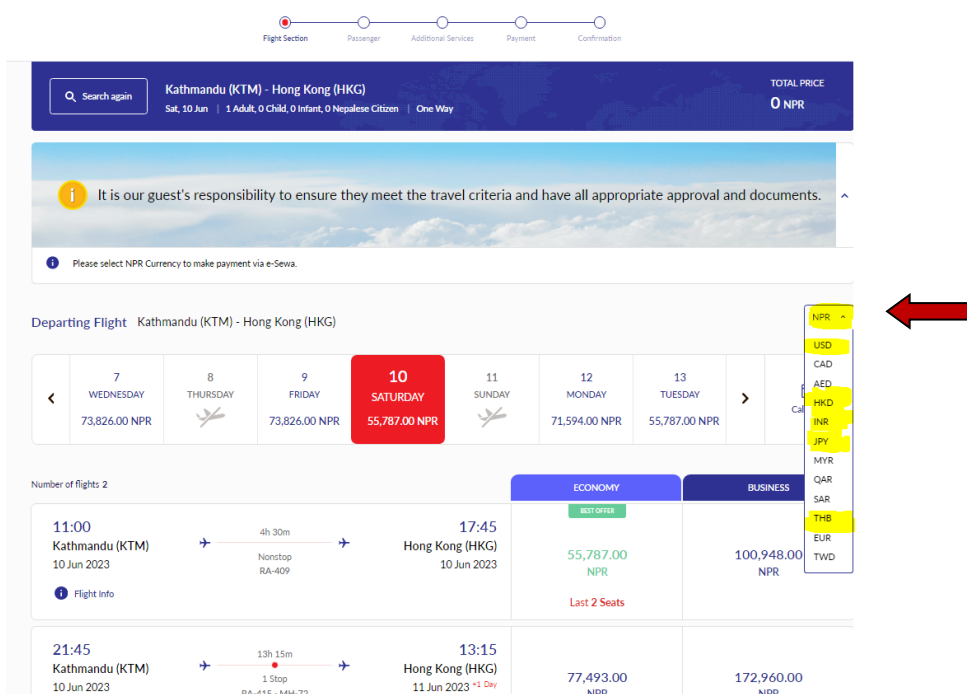 Flight Section Passenger Additional Services Payment Confirmation
Search again
Kathmandu (KTM) - Hong Kong (HKG)
Sat, 10 Jun | 1 Adult, 0 Child, 0 Infant, 0 Nepalese Citizen | One Way
TOTAL PRICE
0 NPR
It is our guest's responsibility to ensure they meet the travel criteria and have all appropriate approval and documents.
Please select NPR Currency to make payment via e-Sewa.
Departing Flight Kathmandu (KTM) - Hong Kong (HKG)
NPR
USD
CAD
AED
HKD
INR
JPY
MYR
QAR
SAR
THB
EUR
TWD
7
WEDNESDAY
73,826.00 NPR
8
THURSDAY
9
FRIDAY
73,826.00 NPR
10
SATURDAY
55,787.00 NPR
11
SUNDAY
12
MONDAY
71,594.00 NPR
13
TUESDAY
55,787.00 NPR
Number of flights 2
ECONOMY
BUSINESS
11:00
Kathmandu (KTM)
10 Jun 2023
Flight Info
4h 30m
Nonstop
RA-409
17:45
Hong Kong (HKG)
10 Jun 2023
BEST OFFER
55,787.00
NPR
Last 2 Seats
100,948.00
NPR
21:45
Kathmandu (KTM)
10 Jun 2023
13h 15m
1 Stop
RA-415 - MH-72
13:15
Hong Kong (HKG)
11 Jun 2023 +1 Day
77,493.00
NPR
172,960.00
NPR